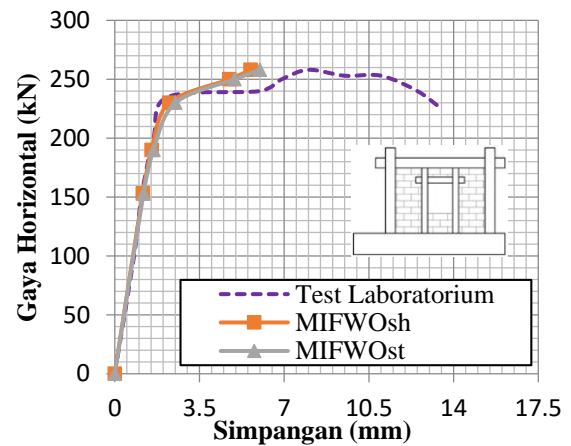 300
250
200
150
100
50
0
Gaya Horizontal (kN)
Test Laboratorium
MIFWOsh
MIFWOst
0 3.5 7 10.5 14 17.5
Simpangan (mm)